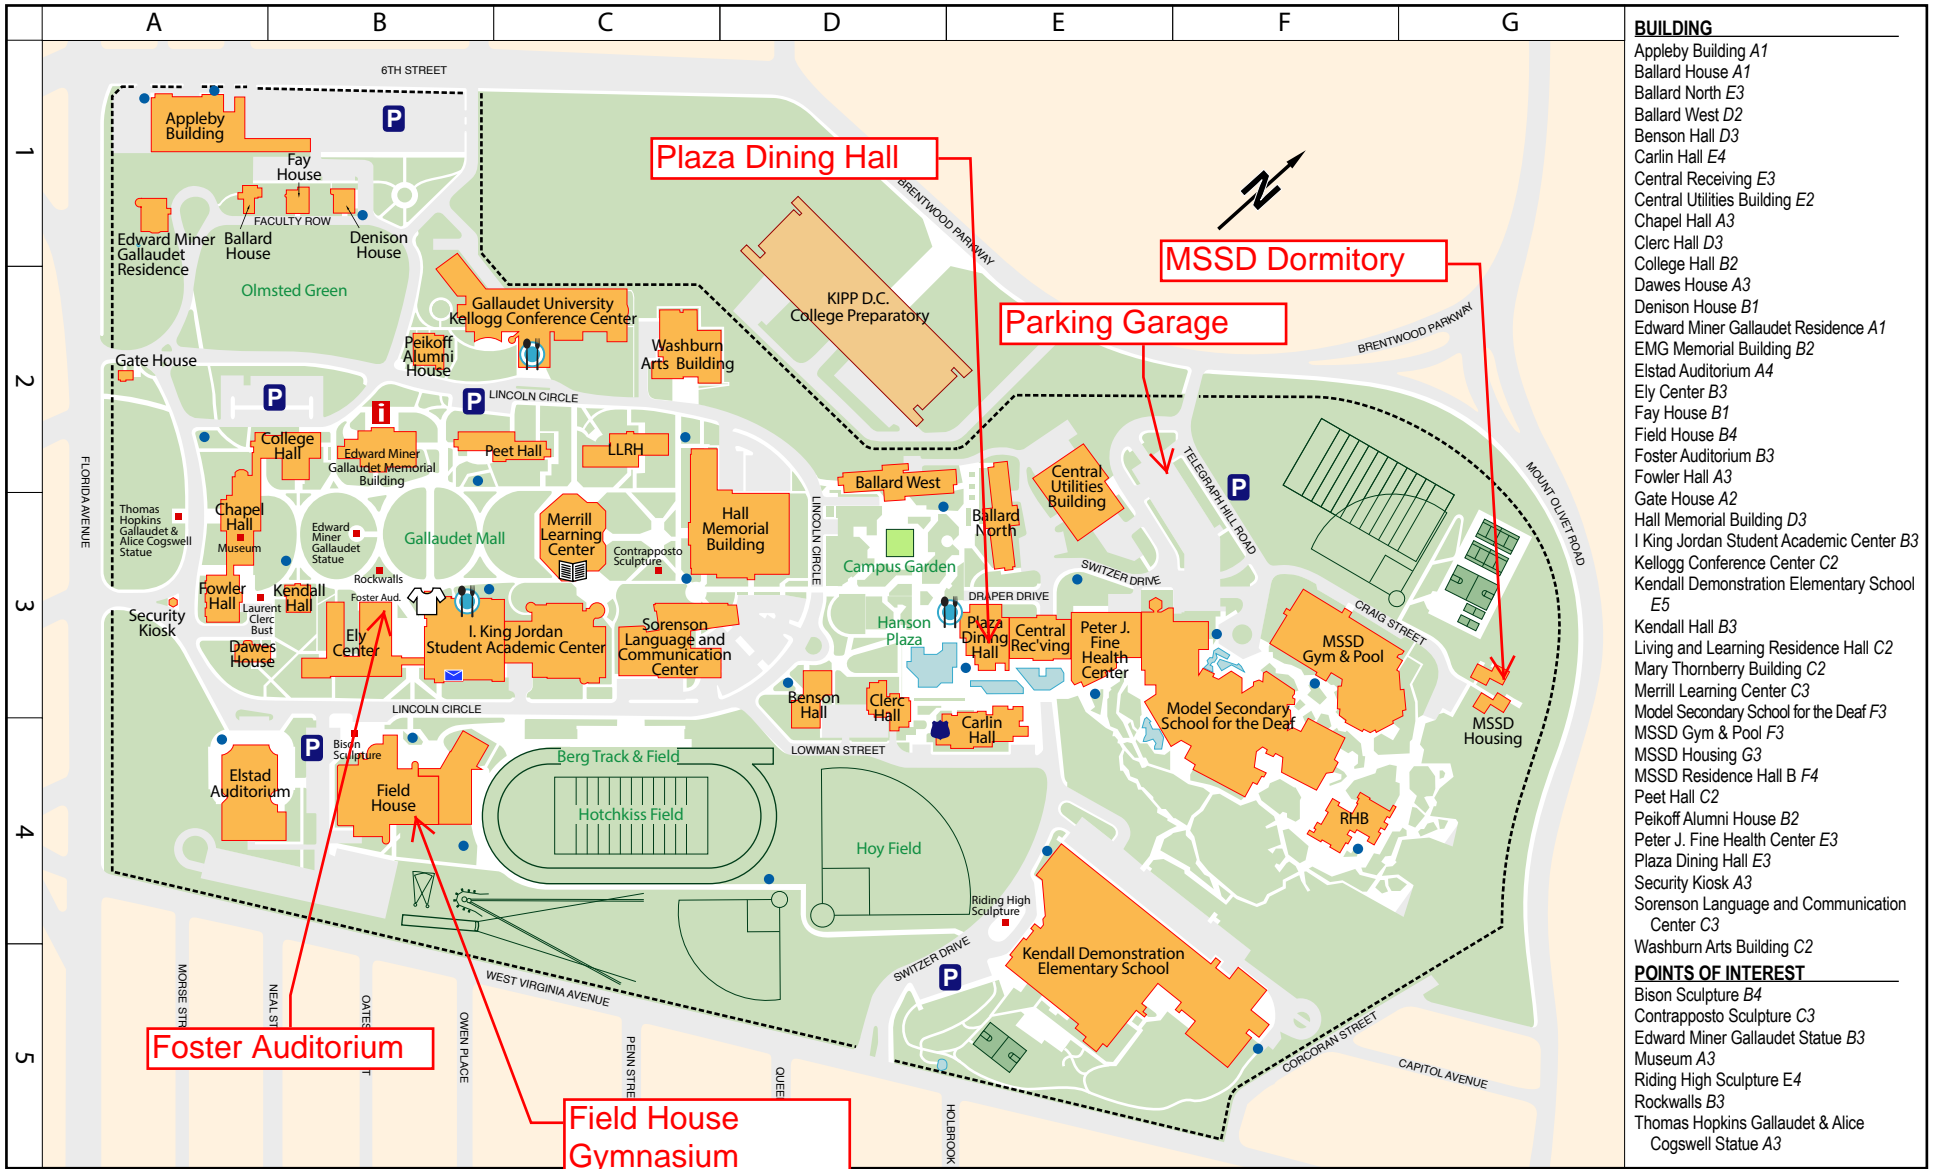 A B C D E F G
1
2
3
4
5
6TH STREET
Appleby
Building
P
Fay
House
FACULTY ROW
Edward Miner
Gallaudet
Residence
Ballard
House
Denison
House
Olmsted Green
Plaza Dining Hall
BRENTWOOD PARKWAY
N
MSSD Dormitory
Parking Garage
BRENTWOOD PARKWAY
KIPP D.C.
College Preparatory
Gallaudet University
Kellogg Conference Center
Peikoff
Alumni
House
Washburn
Arts Building
Gate House
P
i
P
LINCOLN CIRCLE
College
Hall
Edward Miner
Gallaudet Memorial
Building
Peet Hall
LLRH
FLORIDA AVENUE
Thomas
Hopkins
Gallaudet &
Alice Cogswell
Statue
Chapel
Hall
Museum
Edward
Miner
Gallaudet
Statue
Gallaudet Mall
Merrill
Learning
Center
Contrapposto
Sculpture
Hall
Memorial
Building
LINCOLN CIRCLE
Ballard West
Ballard
North
Central
Utilities
Building
TELEGRAPH HILL ROAD
P
MOUNT OLIVET ROAD
Campus Garden
SWITZER DRIVE
DRAPER DRIVE
CRAIG STREET
Rockwalls
Foster Aud.
Fowler
Hall
Kendall
Hall
Laurent
Clerc
Bust
Security
Kiosk
Dawes
House
Ely
Center
I. King Jordan
Student Academic Center
Sorenson
Language and
Communication
Center
Hanson
Plaza
Plaza
Dining
Hall
Central
Rec'ving
Peter J.
Fine
Health
Center
MSSD
Gym & Pool
Benson
Hall
Clerc
Hall
Carlin
Hall
Model Secondary
School for the Deaf
MSSD
Housing
LINCOLN CIRCLE
LOWMAN STREET
P
Bison
Sculpture
Elstad
Auditorium
Field
House
Berg Track & Field
Hotchkiss Field
Hoy Field
RHB
Riding High
Sculpture
Kendall Demonstration
Elementary School
SWITZER DRIVE
P
WEST VIRGINIA AVENUE
MORSE STR
NEAL ST
OATES
T
OWEN PLACE
PENN STRE
QUEE
HOLBROOK
CORCORAN STREET
CAPITOL AVENUE
Foster Auditorium
Field House
Gymnasium
BUILDING
Appleby Building A1
Ballard House A1
Ballard North E3
Ballard West D2
Benson Hall D3
Carlin Hall E4
Central Receiving E3
Central Utilities Building E2
Chapel Hall A3
Clerc Hall D3
College Hall B2
Dawes House A3
Denison House B1
Edward Miner Gallaudet Residence A1
EMG Memorial Building B2
Elstad Auditorium A4
Ely Center B3
Fay House B1
Field House B4
Foster Auditorium B3
Fowler Hall A3
Gate House A2
Hall Memorial Building D3
I King Jordan Student Academic Center B3
Kellogg Conference Center C2
Kendall Demonstration Elementary School
E5
Kendall Hall B3
Living and Learning Residence Hall C2
Mary Thornberry Building C2
Merrill Learning Center C3
Model Secondary School for the Deaf F3
MSSD Gym & Pool F3
MSSD Housing G3
MSSD Residence Hall B F4
Peet Hall C2
Peikoff Alumni House B2
Peter J. Fine Health Center E3
Plaza Dining Hall E3
Security Kiosk A3
Sorenson Language and Communication
Center C3
Washburn Arts Building C2
POINTS OF INTEREST
Bison Sculpture B4
Contrapposto Sculpture C3
Edward Miner Gallaudet Statue B3
Museum A3
Riding High Sculpture E4
Rockwalls B3
Thomas Hopkins Gallaudet & Alice
Cogswell Statue A3